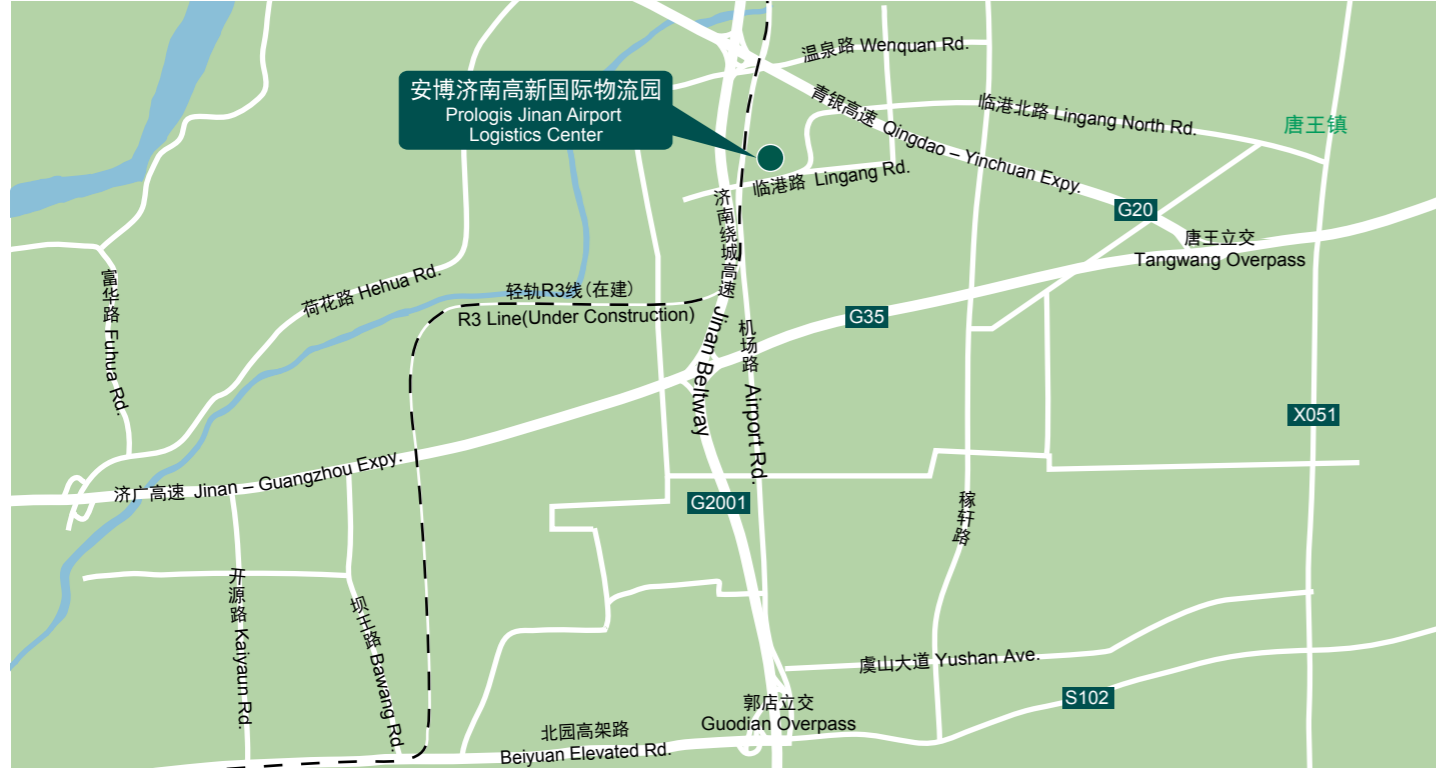 温泉路 Wenquan Rd.
安博济南高新国际物流园
Prologis Jinan Airport
Logistics Center
青银高速 Qingdao – Yinchuan Expy.
临港北路 Lingang North Rd.
唐王镇
临港路 Lingang Rd.
G20
唐王立交
Tangwang Overpass
济南绕城高速 Jinan Beltway
富华路 Fuhua Rd.
荷花路 Hehua Rd.
轻轨R3线(在建)
R3 Line(Under Construction)
G35
机场路 Airport Rd.
X051
济广高速 Jinan – Guangzhou Expy.
G2001
稼轩路
开源路 Kaiyaun Rd.
坝王路 Bawang Rd.
虞山大道 Yushan Ave.
S102
郭店立交
Guodian Overpass
北园高架路
Beiyuan Elevated Rd.